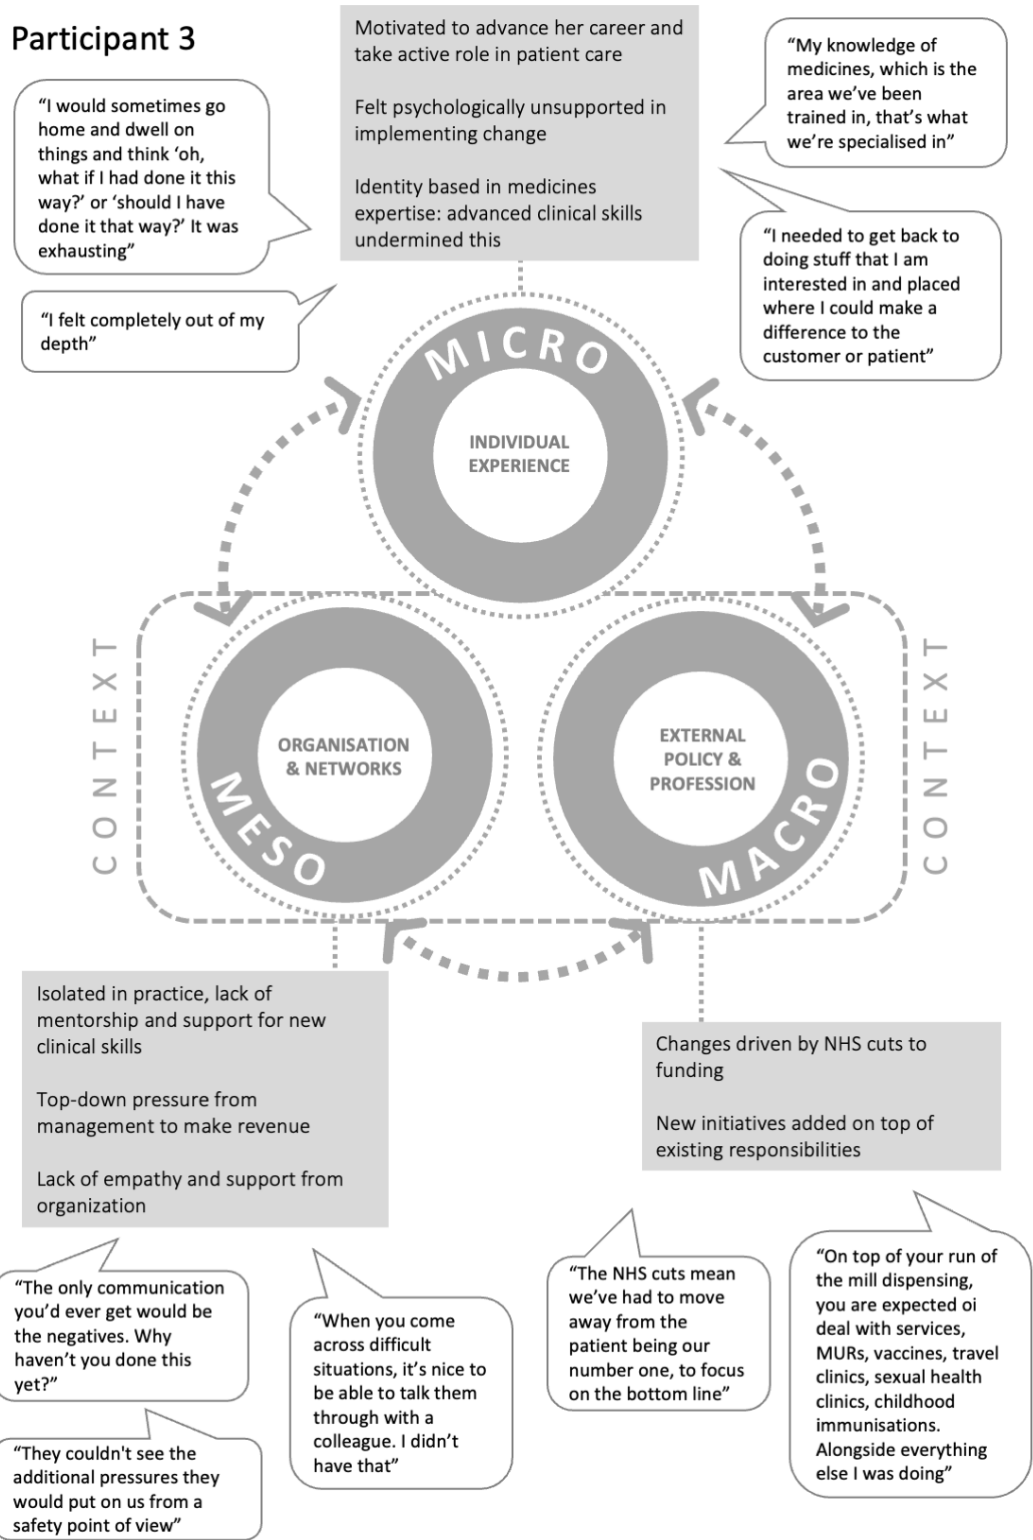 Participant 3
Motivated to advance her career and
take active role in patient care
Felt psychologically unsupported in
implementing change
Identity based in medicines
expertise: advanced clinical skills
undermined this
“I would sometimes go
home and dwell on
things and think ‘oh,
what if I had done it this
way?’ or ‘should I have
done it that way?’ It was
exhausting”
“I felt completely out of my
depth”
“My knowledge of
medicines, which is the
area we’ve been
trained in, that’s what
we’re specialised in”
“I needed to get back to
doing stuff that I am
interested in and placed
where I could make a
difference to the
customer or patient”
MICRO
INDIVIDUAL
EXPERIENCE
CONTEXT
ORGANISATION
& NETWORKS
MESO
EXTERNAL
POLICY &
PROFESSION
MACRO
CONTEXT
Isolated in practice, lack of
mentorship and support for new
clinical skills
Top-down pressure from
management to make revenue
Lack of empathy and support from
organization
Changes driven by NHS cuts to
funding
New initiatives added on top of
existing responsibilities
“The only communication
you’d ever get would be
the negatives. Why
haven’t you done this
yet?”
“They couldn't see the
additional pressures they
would put on us from a
safety point of view”
“When you come
across difficult
situations, it’s nice to
be able to talk them
through with a
colleague. I didn’t
have that”
“The NHS cuts mean
we’ve had to move
away from the
patient being our
number one, to focus
on the bottom line”
“On top of your run of
the mill dispensing,
you are expected oi
deal with services,
MURs, vaccines, travel
clinics, sexual health
clinics, childhood
immunisations.
Alongside everything
else I was doing”